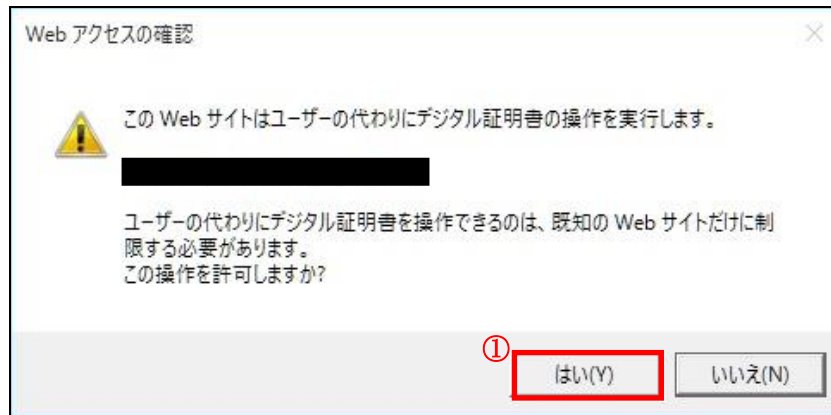 Web アクセスの確認
この Web サイトはユーザーの代わりにデジタル証明書の操作を実行します。
ユーザーの代わりにデジタル証明書を操作できるのは、既知の Web サイトだけに制
限する必要があります。
この操作を許可しますか?
①
はい(Y)
いいえ(N)